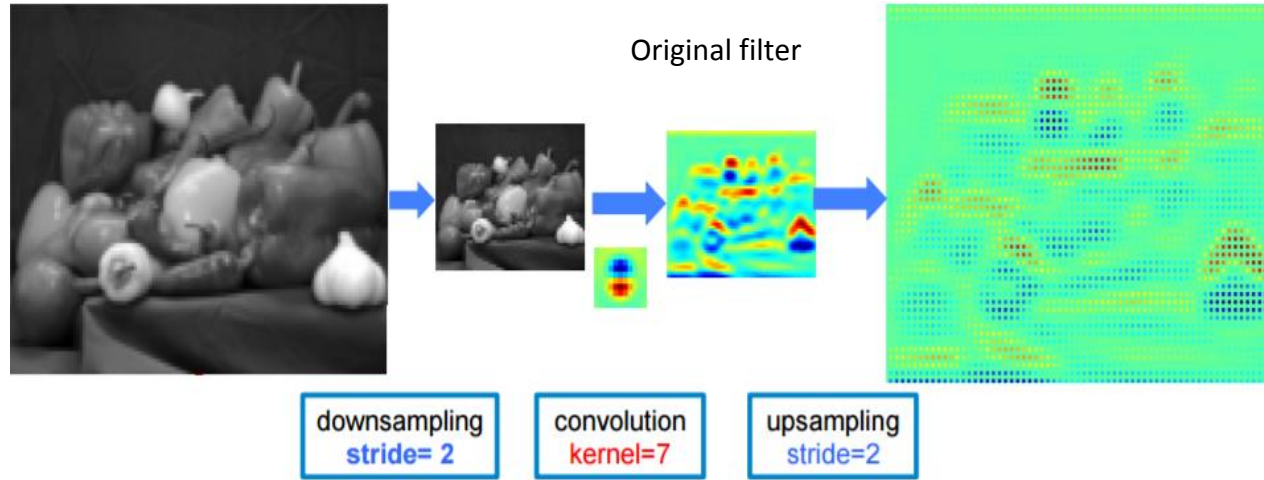 Original filter
downsampling
stride= 2
convolution
kernel=7
upsampling
stride=2